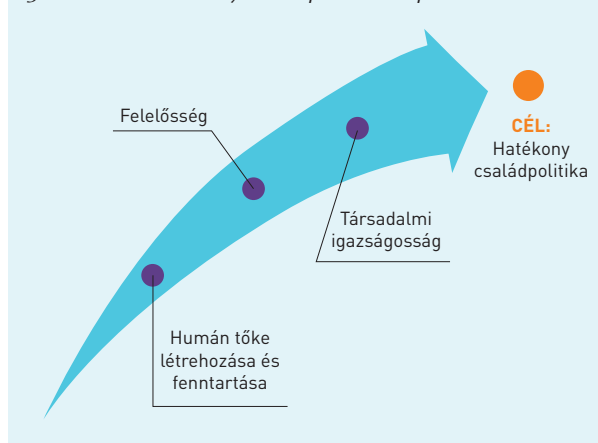 Felelősség
CÉL:
Hatékony
családpolitika
Társadalmi
igazságosság
Humán tőke
létrehozása és
fenntartása